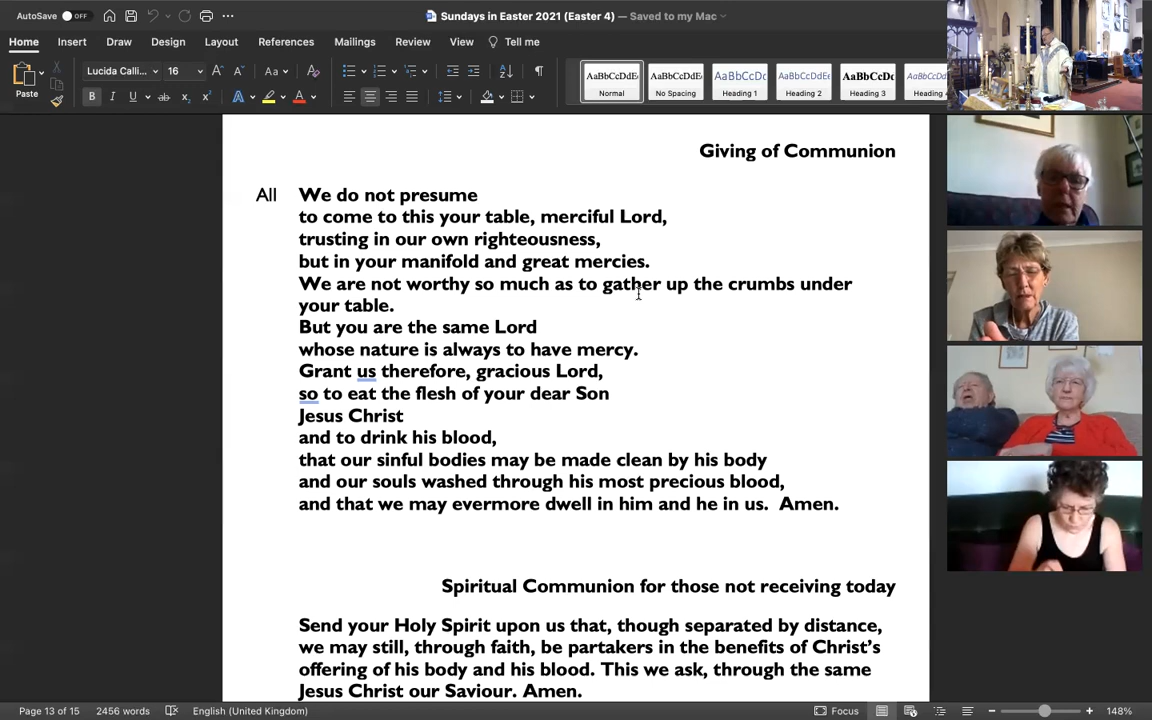 AutoSave OFF
Sundays in Easter 2021 (Easter 4) — Saved to my Mac
Home Insert Draw Design Layout References Mailings Review View Tell me
Paste
Lucida Calli... 16
AaBbCcDdEe
Normal
AaBbCcDdEe
No Spacing
AaBbCcDc
Heading 1
AaBbCcDdEe
Heading 2
AaBbCcDc
Heading 3
AaBbCcDdEe
Heading
Giving of Communion
All We do not presume
to come to this your table, merciful Lord,
trusting in our own righteousness,
but in your manifold and great mercies.
We are not worthy so much as to gather up the crumbs under
your table.
But you are the same Lord
whose nature is always to have mercy.
Grant us therefore, gracious Lord,
so to eat the flesh of your dear Son
Jesus Christ
and to drink his blood,
that our sinful bodies may be made clean by his body
and our souls washed through his most precious blood,
and that we may evermore dwell in him and he in us. Amen.
Spiritual Communion for those not receiving today
Send your Holy Spirit upon us that, though separated by distance,
we may still, through faith, be partakers in the benefits of Christ's
offering of his body and his blood. This we ask, through the same
Jesus Christ our Saviour. Amen.
Page 13 of 15 2456 words English (United Kingdom) Focus 148%